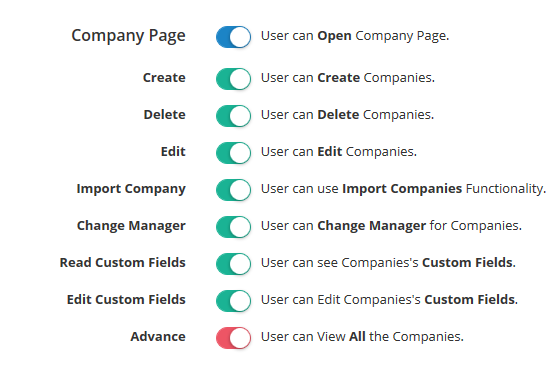 Company Page User can Open Company Page.
Create User can Create Companies.
Delete User can Delete Companies.
Edit User can Edit Companies.
Import Company User can use Import Companies Functionality.
Change Manager User can Change Manager for Companies.
Read Custom Fields User can see Companies's Custom Fields.
Edit Custom Fields User can Edit Companies's Custom Fields.
Advance User can View All the Companies.